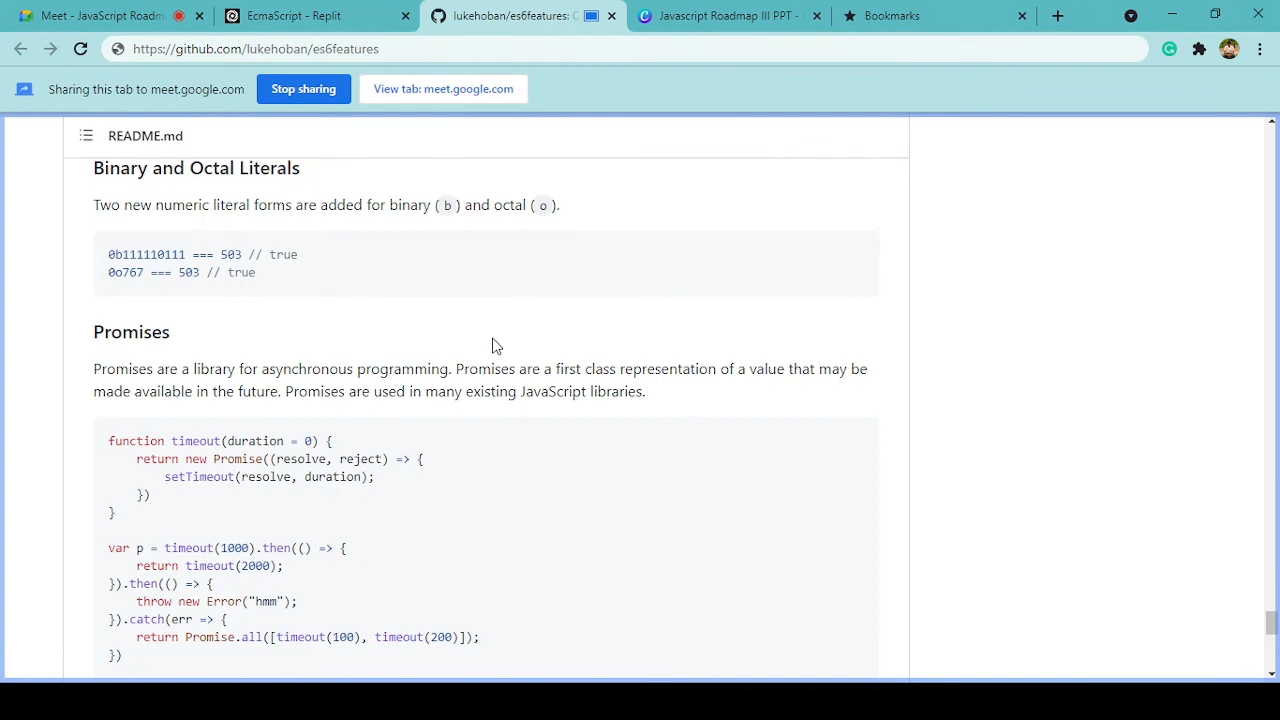 Meet - JavaScript Roadm
EcmaScript - Replit
lukehoban/es6features:
Javascript Roadmap III PPT -
Bookmarks
https://github.com/lukehoban/es6features
Sharing this tab to meet.google.com
Stop sharing
View tab: meet.google.com
README.md
Binary and Octal Literals
Two new numeric literal forms are added for binary ( b ) and octal ( o ).
0b111110111 === 503 // true
0o767 === 503 // true
Promises
Promises are a library for asynchronous programming. Promises are a first class representation of a value that may be
made available in the future. Promises are used in many existing JavaScript libraries.
function timeout(duration = 0) {
    return new Promise((resolve, reject) => {
        setTimeout(resolve, duration);
    })
}
var p = timeout(1000).then(() => {
    return timeout(2000);
}).then(() => {
    throw new Error("hmm");
}).catch(err => {
    return Promise.all([timeout(100), timeout(200)]);
})